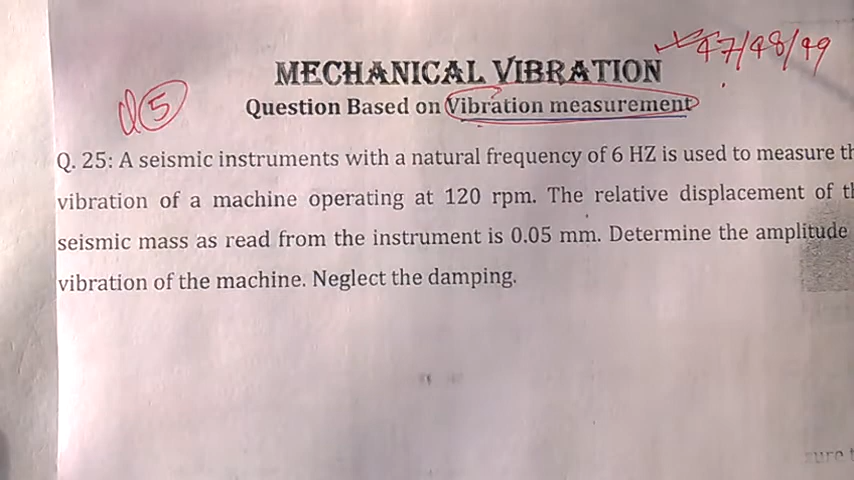 47/48/49
MECHANICAL VIBRATION
Question Based on Vibration measurement
Q. 25: A seismic instruments with a natural frequency of 6 HZ is used to measure th
vibration of a machine operating at 120 rpm. The relative displacement of t
seismic mass as read from the instrument is 0.05 mm. Determine the amplitude
vibration of the machine. Neglect the damping.